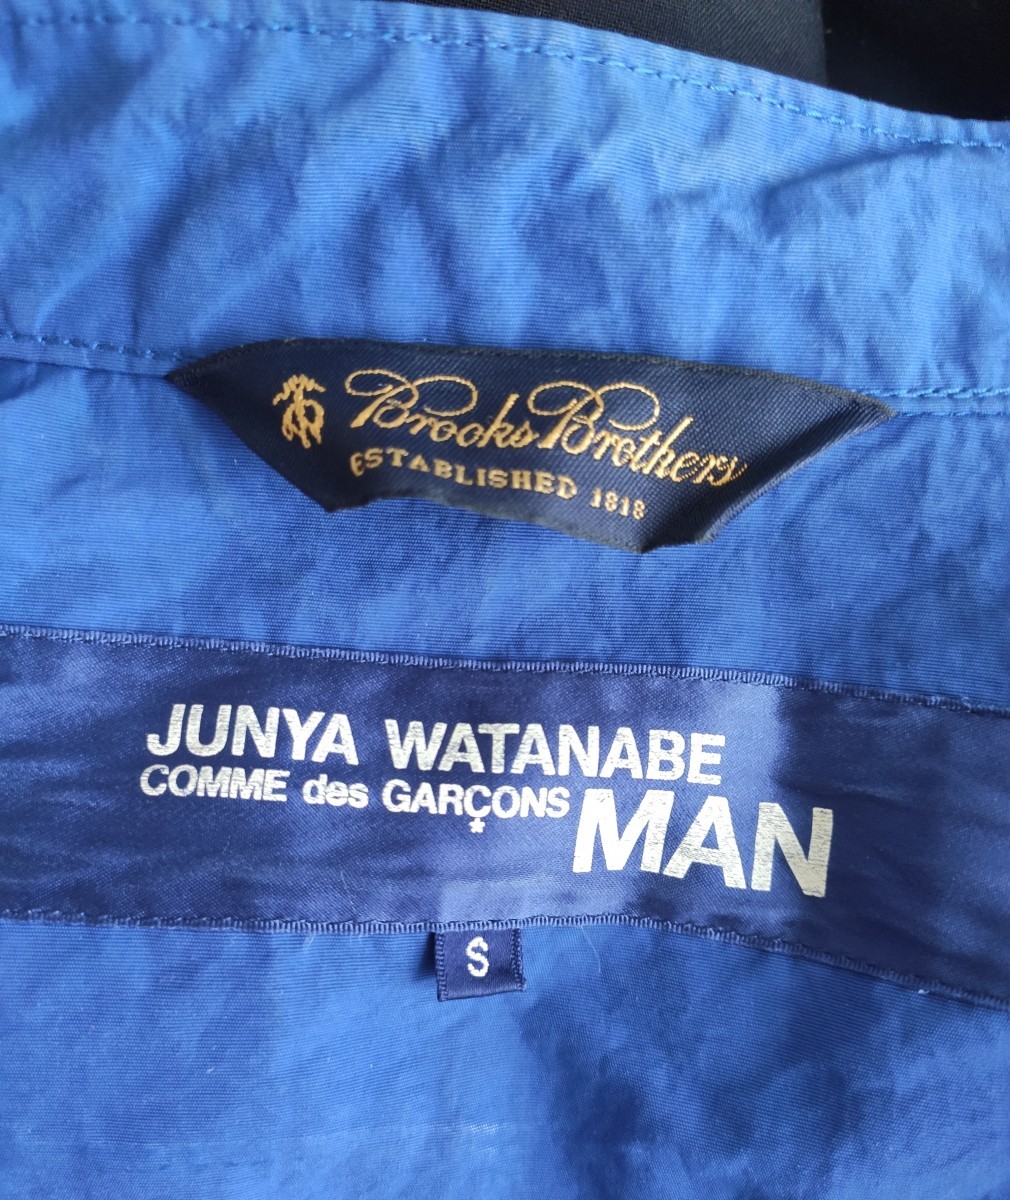 Brooks Brothers
ESTABLISHED 1818
JUNYA WATANABE
COMME des GARÇONS MAN
S